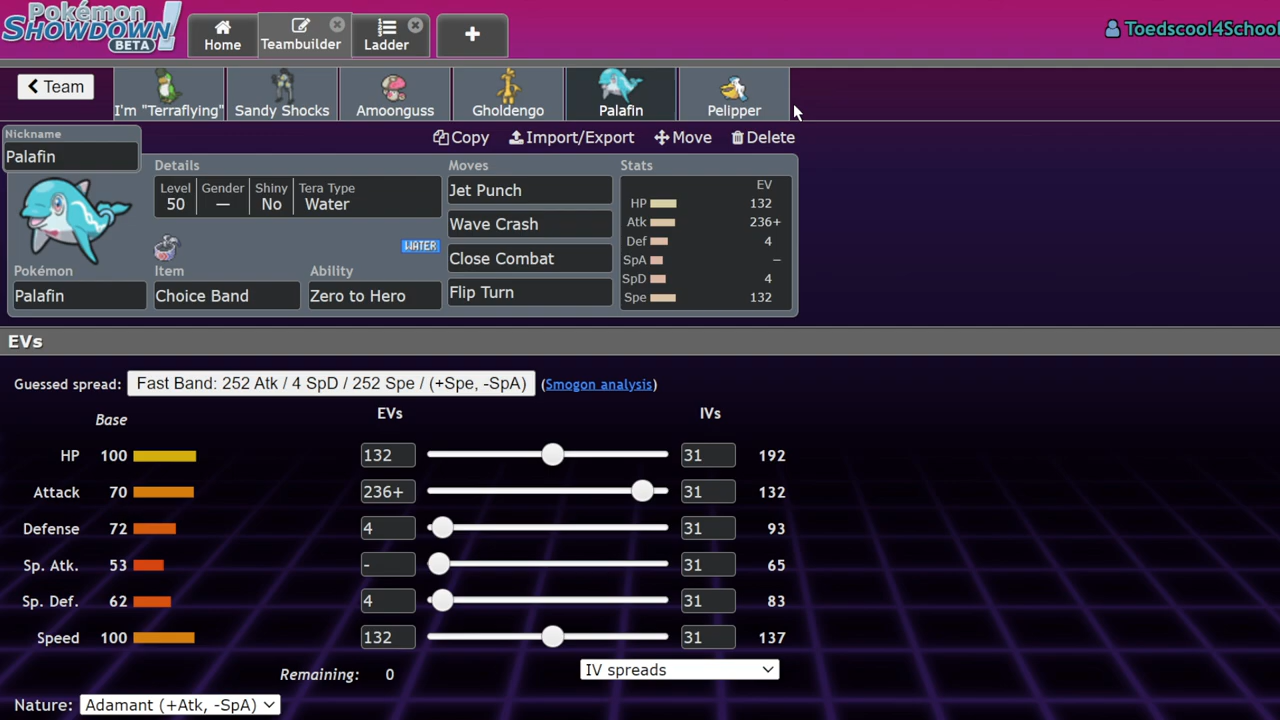 Pokémon
SHOWDOWN!
BETA
Home
Teambuilder
Ladder
Toedscool4School
Team
I'm "Terraflying"
Sandy Shocks
Amoonguss
Gholdengo
Palafin
Pelipper
Nickname
Palafin
Copy
Import/Export
Move
Delete
Details
Moves
Stats
Level Gender Shiny Tera Type
50 — No Water
Jet Punch
Wave Crash
Close Combat
Flip Turn
EV
HP 132
Atk 236+
Def 4
SpA –
SpD 4
Spe 132
WATER
Pokémon Item Ability
Palafin Choice Band Zero to Hero
EVs
Guessed spread: Fast Band: 252 Atk / 4 SpD / 252 Spe / (+Spe, -SpA) (Smogon analysis)
Base EVs IVs
HP 100 132 31 192
Attack 70 236+ 31 132
Defense 72 4 31 93
Sp. Atk. 53 - 31 65
Sp. Def. 62 4 31 83
Speed 100 132 31 137
Remaining: 0 IV spreads
Nature: Adamant (+Atk, -SpA)